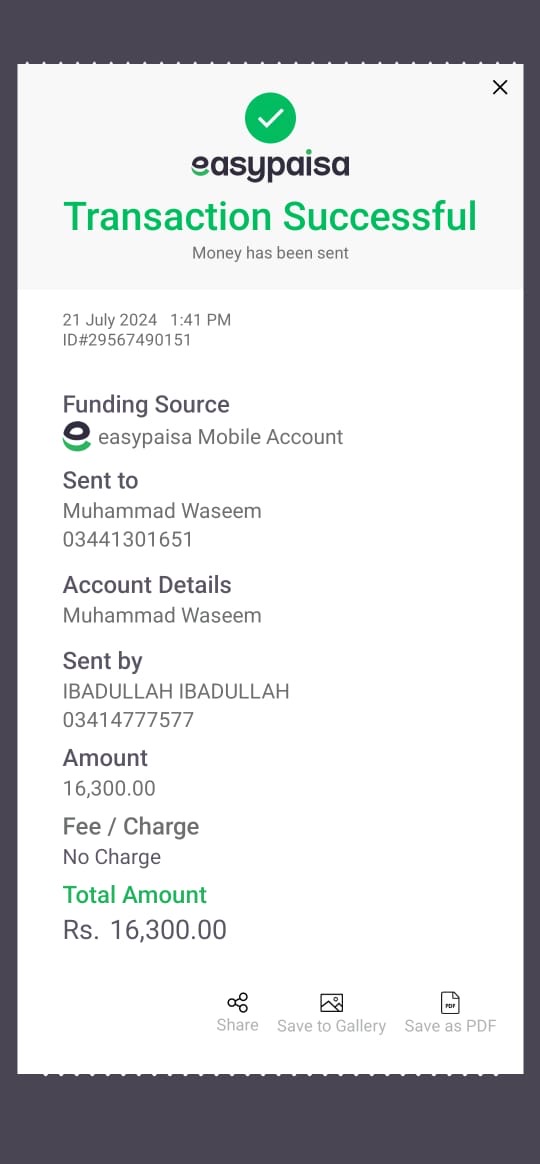 easypaisa
Transaction Successful
Money has been sent
21 July 2024 1:41 PM
ID#29567490151
Funding Source
easypaisa Mobile Account
Sent to
Muhammad Waseem
03441301651
Account Details
Muhammad Waseem
Sent by
IBADULLAH IBADULLAH
03414777577
Amount
16,300.00
Fee / Charge
No Charge
Total Amount
Rs. 16,300.00
PDF
Share Save to Gallery Save as PDF